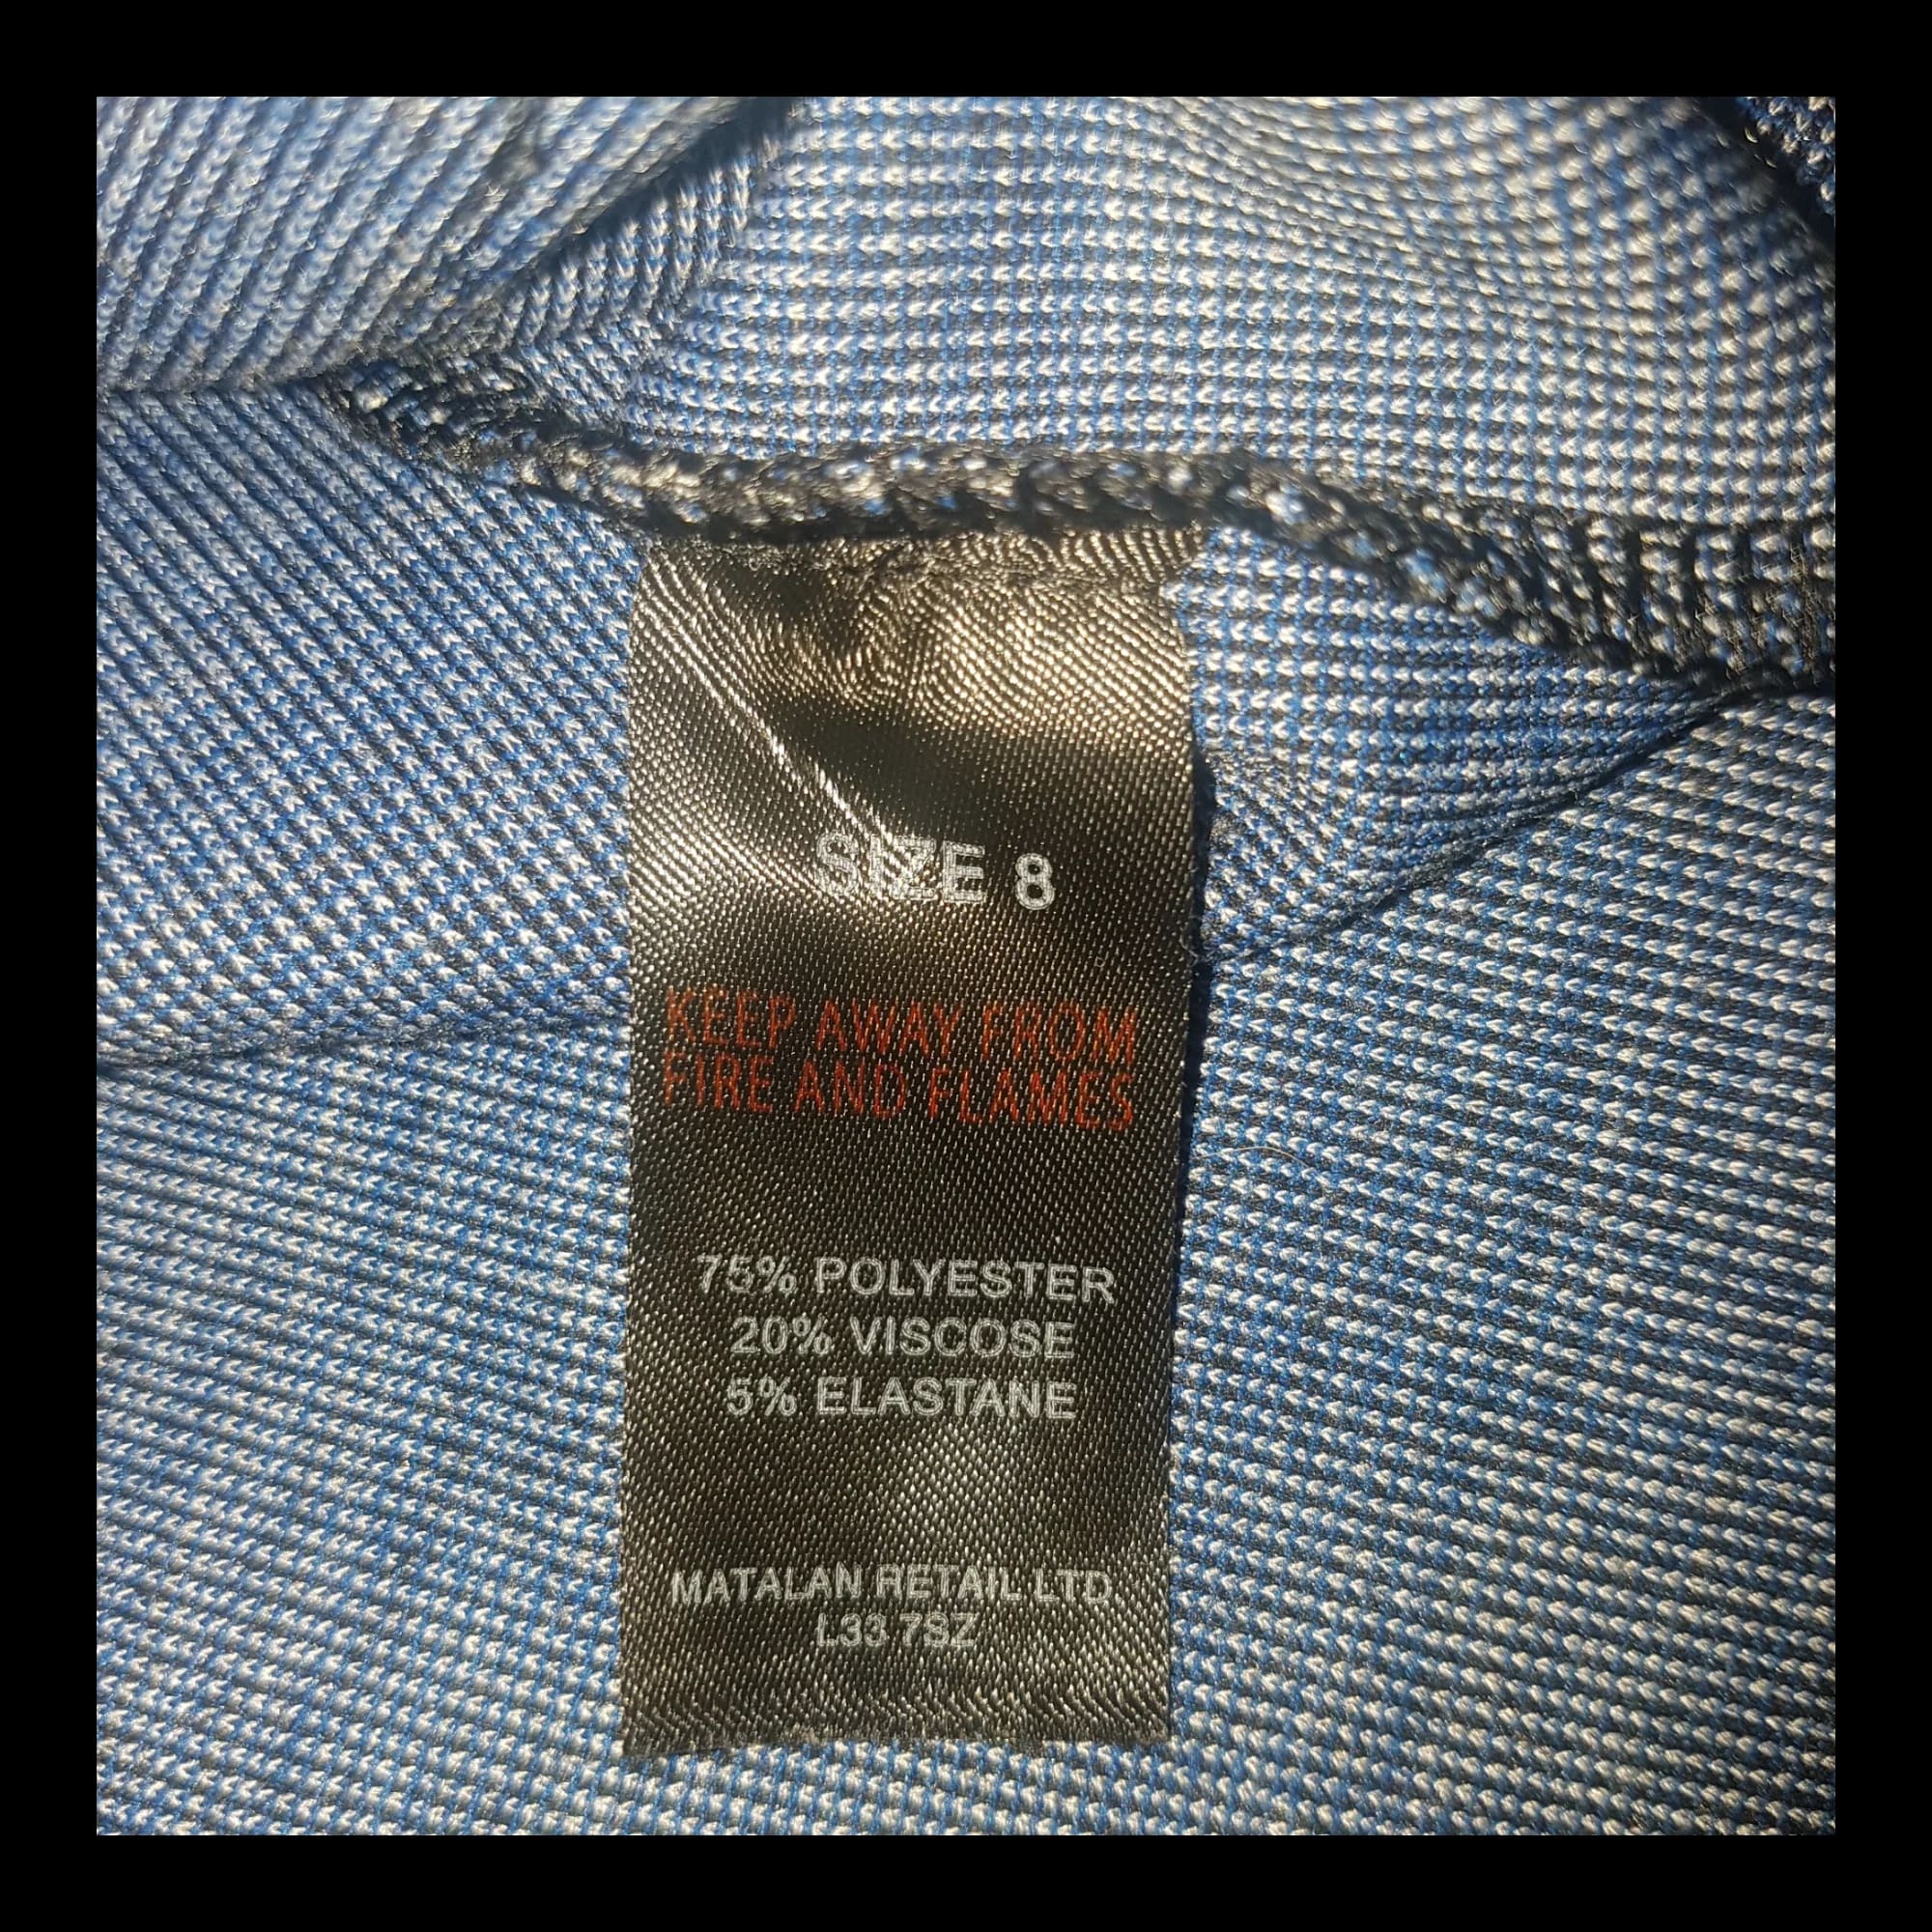 SIZE 8
KEEP AWAY FROM
FIRE AND FLAMES
75% POLYESTER
20% VISCOSE
5% ELASTANE
MATALAN RETAIL LTD
L33 7SZ